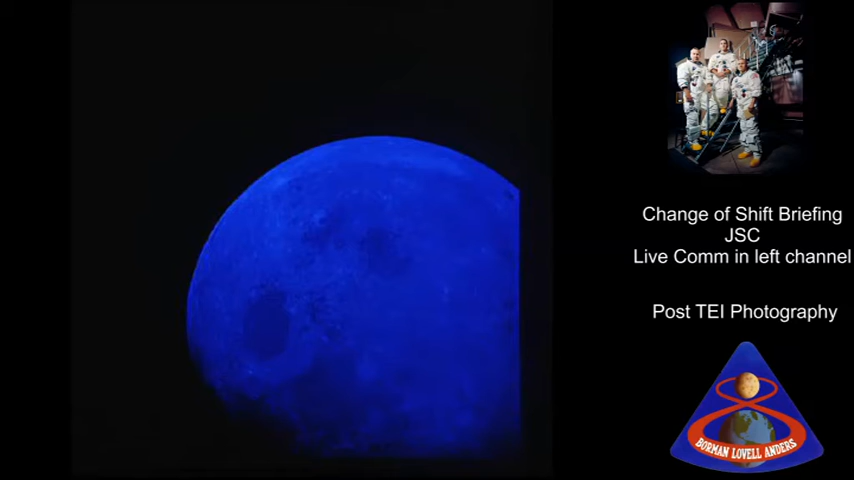 Change of Shift Briefing
JSC
Live Comm in left channel
Post TEI Photography
BORMAN LOVELL ANDERS